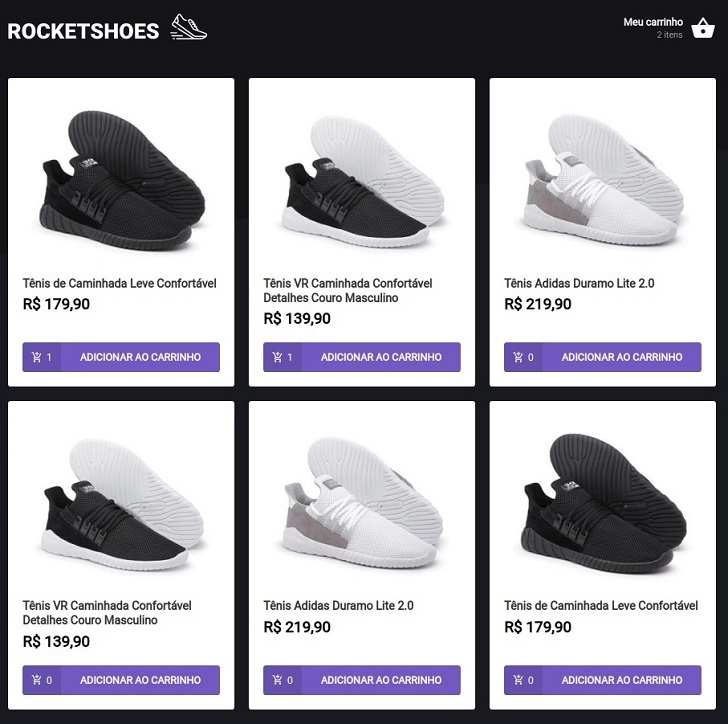 ROCKETSHOES
Meu carrinho
2 itens
Tênis de Caminhada Leve Confortável
R$ 179,90
1 ADICIONAR AO CARRINHO
Tênis VR Caminhada Confortável
Detalhes Couro Masculino
R$ 139,90
1 ADICIONAR AO CARRINHO
Tênis Adidas Duramo Lite 2.0
R$ 219,90
0 ADICIONAR AO CARRINHO
Tênis VR Caminhada Confortável
Detalhes Couro Masculino
R$ 139,90
0 ADICIONAR AO CARRINHO
Tênis Adidas Duramo Lite 2.0
R$ 219,90
0 ADICIONAR AO CARRINHO
Tênis de Caminhada Leve Confortável
R$ 179,90
0 ADICIONAR AO CARRINHO